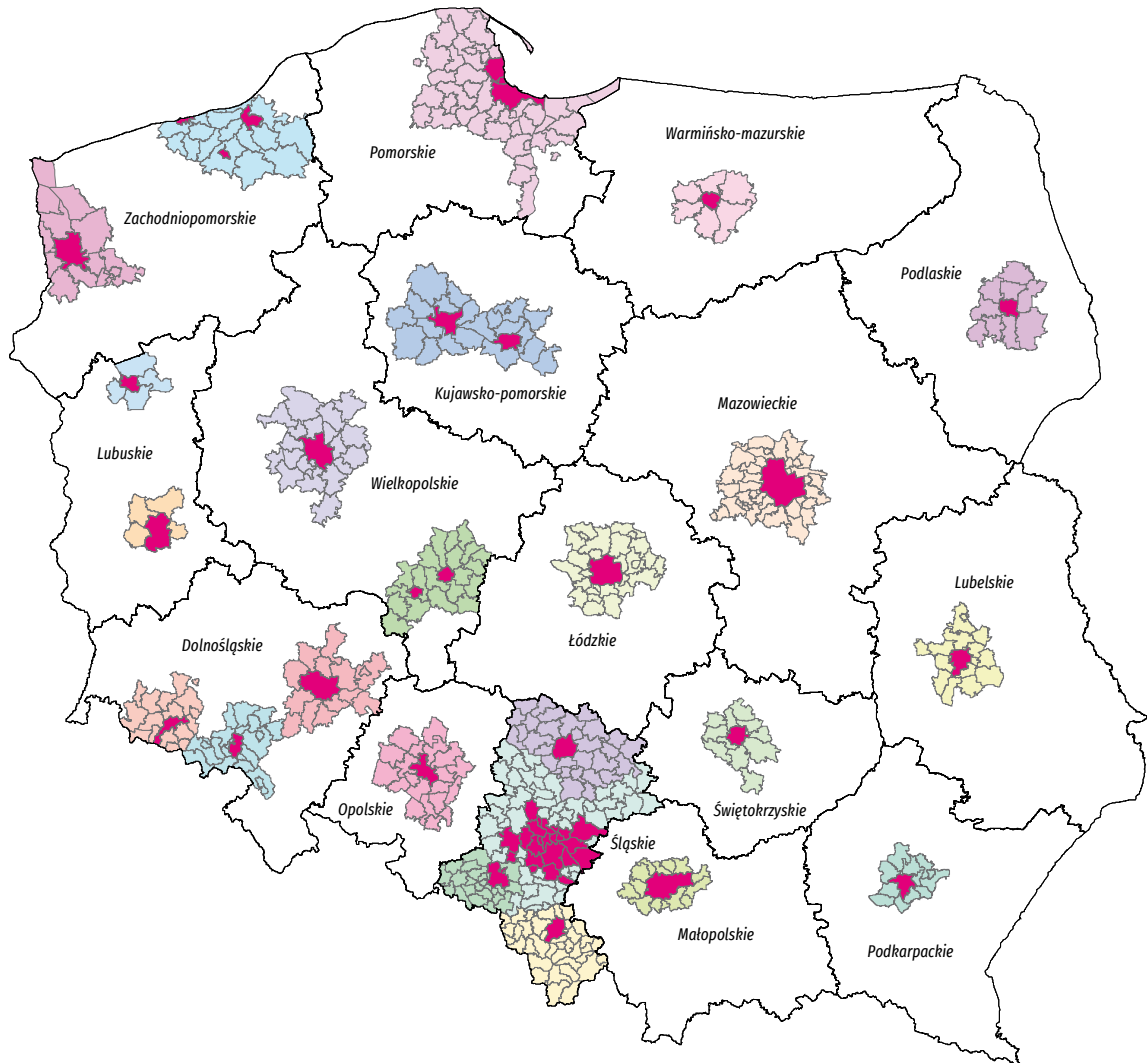 Warmińsko-mazurskie
Pomorskie
Zachodniopomorskie
Podlaskie
Kujawsko-pomorskie
Mazowieckie
Lubuskie
Wielkopolskie
Lubelskie
Dolnośląskie
Łódzkie
Opolskie
Świętokrzyskie
Śląskie
Małopolskie
Podkarpackie